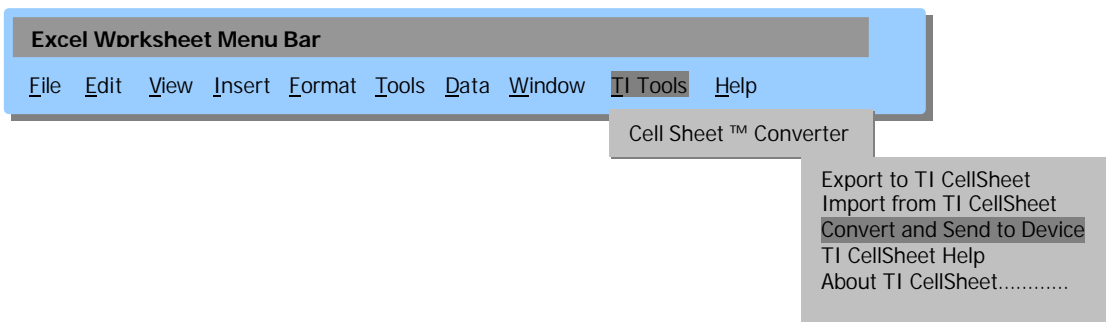 Excel Worksheet Menu Bar
File Edit View Insert Format Tools Data Window TI Tools Help
Cell Sheet ™ Converter
Export to TI CellSheet
Import from TI CellSheet
Convert and Send to Device
TI CellSheet Help
About TI CellSheet............